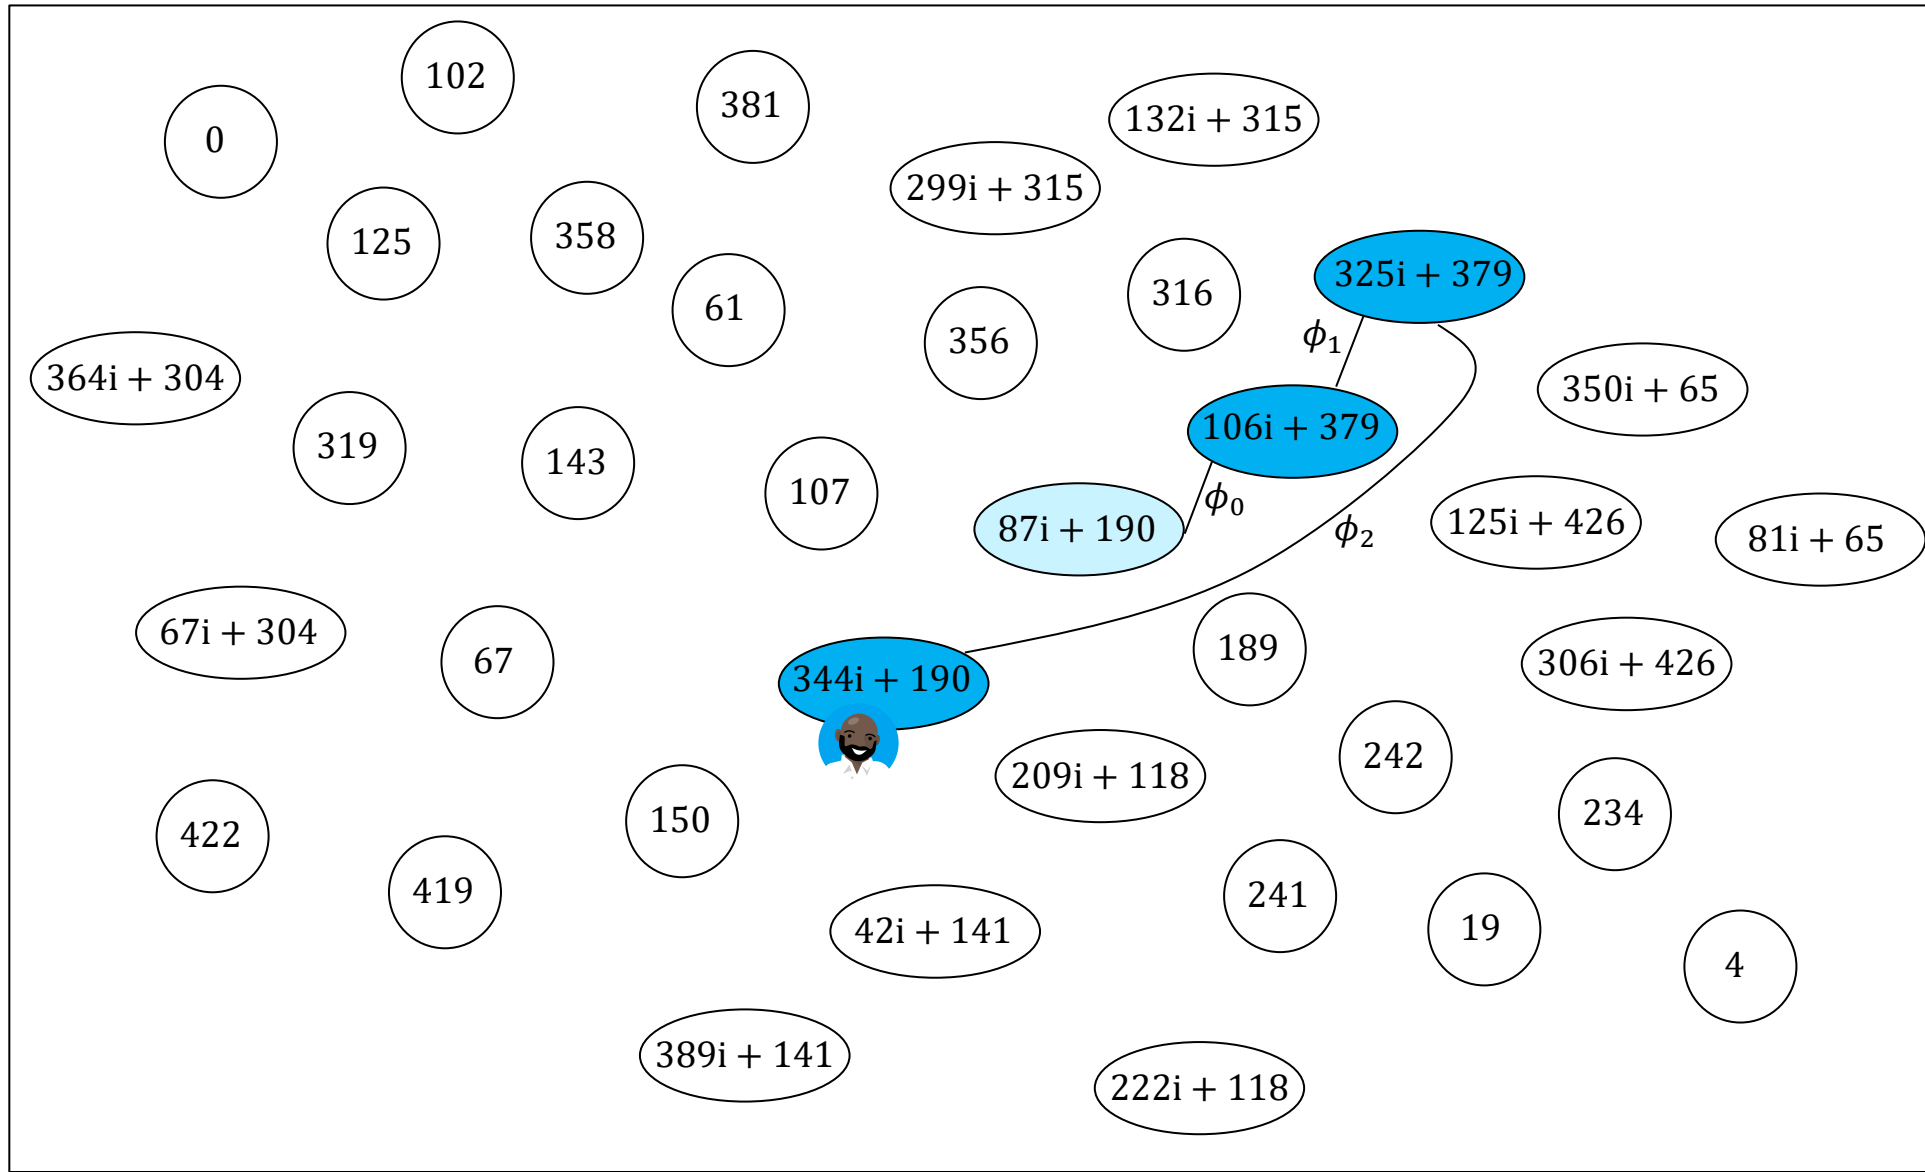 102
381
132i + 315
0
299i + 315
125
358
325i + 379
61
316
356
ϕ₁
364i + 304
350i + 65
106i + 379
319
143
107
ϕ₀
87i + 190
ϕ₂
125i + 426
81i + 65
67i + 304
67
189
306i + 426
344i + 190
242
209i + 118
150
234
422
419
241
19
42i + 141
4
389i + 141
222i + 118